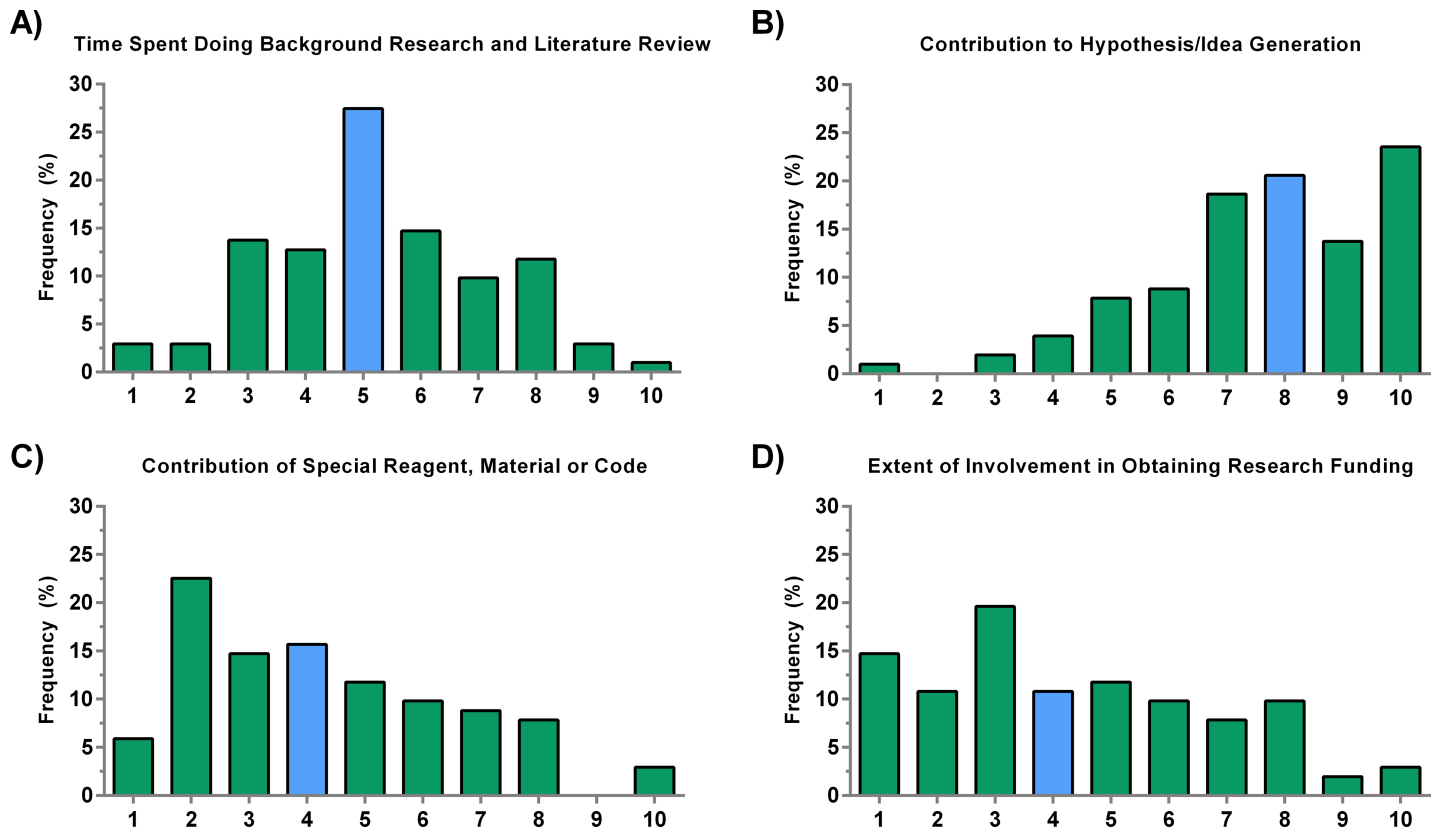 A)
Time Spent Doing Background Research and Literature Review
30
25
20
15
10
5
0
Frequency (%)
1 2 3 4 5 6 7 8 9 10
B)
Contribution to Hypothesis/Idea Generation
30
25
20
15
10
5
0
Frequency (%)
1 2 3 4 5 6 7 8 9 10
C)
Contribution of Special Reagent, Material or Code
30
25
20
15
10
5
0
Frequency (%)
1 2 3 4 5 6 7 8 9 10
D)
Extent of Involvement in Obtaining Research Funding
30
25
20
15
10
5
0
Frequency (%)
1 2 3 4 5 6 7 8 9 10